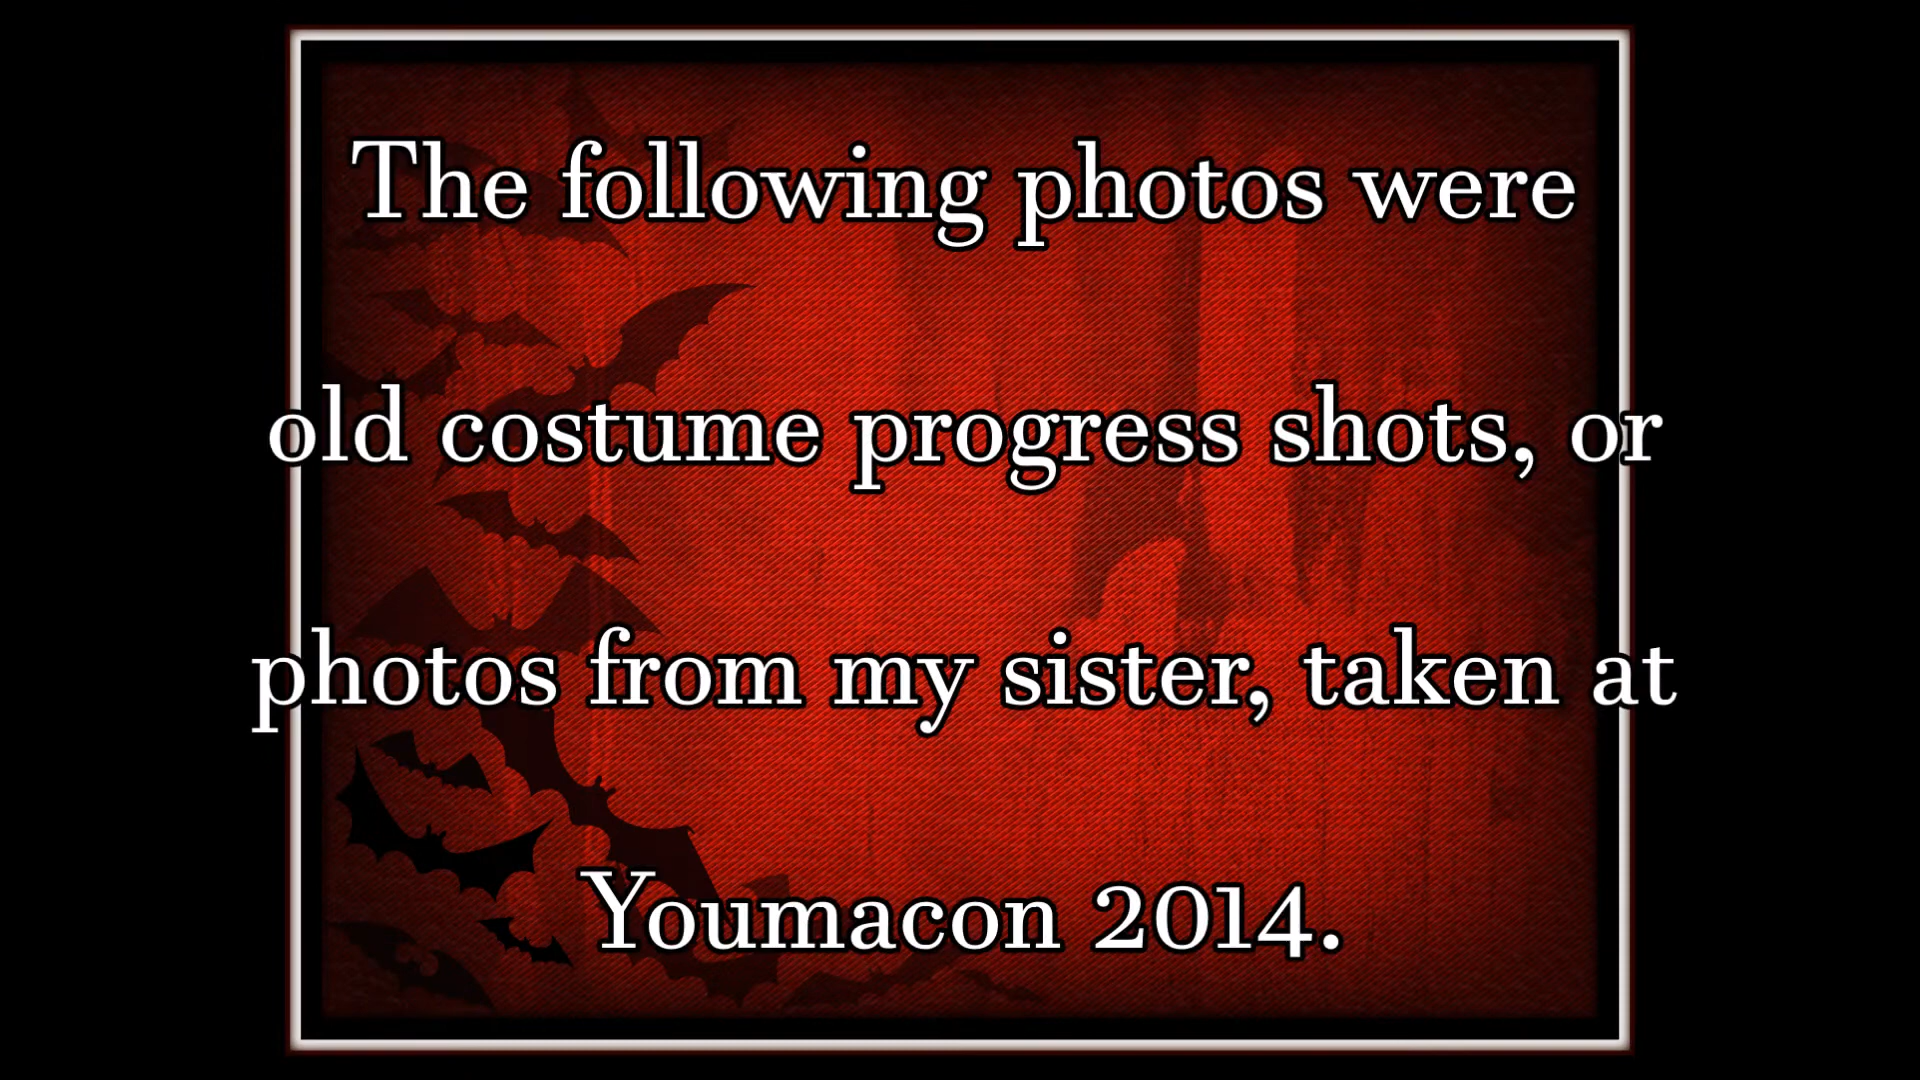 The following photos were
old costume progress shots, or
photos from my sister, taken at
Youmacon 2014.